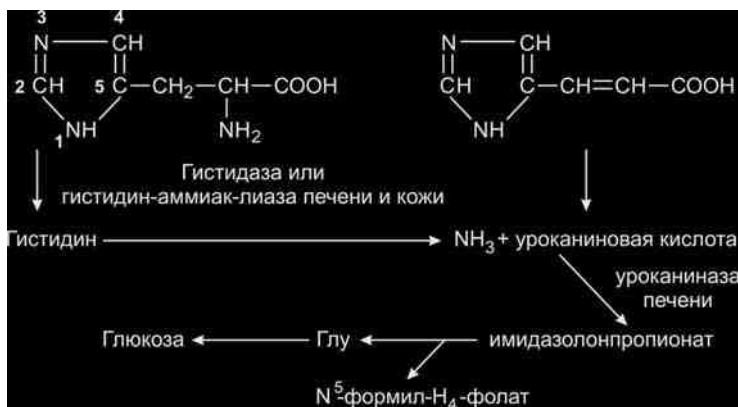 3 4
N CH N CH
2 CH 5 C CH2 CH COOH CH C CH=CH COOH
NH 1 NH2 NH
Гистидаза или
гистидин-аммиак-лиаза печени и кожи
Гистидин NH3 + уроканиновая кислота
уроканиназа
печени
Глюкоза Глу имидазолонпропионат
N5-формил-H4-фолат